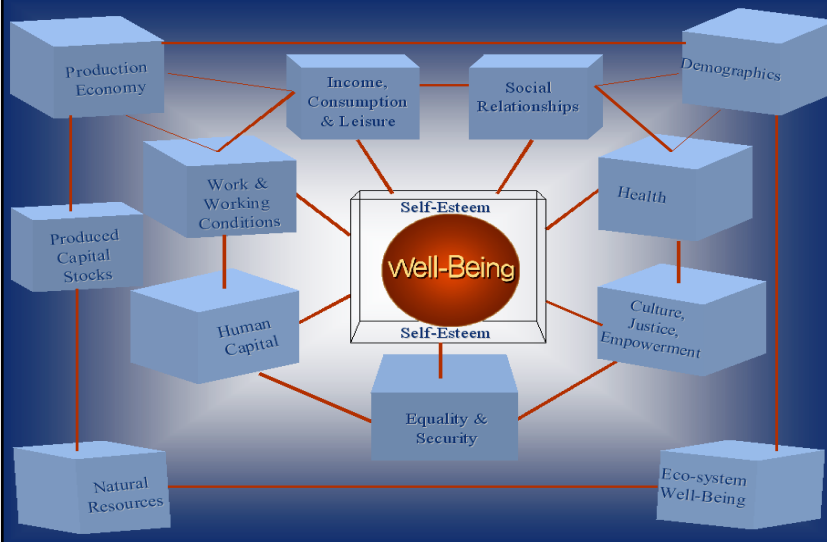 Production
Economy
Income,
Consumption
& Leisure
Social
Relationships
Demographics
Work &
Working
Conditions
Health
Self-Esteem
Produced
Capital
Stocks
Well-Being
Human
Capital
Culture,
Justice,
Empowerment
Self-Esteem
Equality &
Security
Natural
Resources
Eco-system
Well-Being